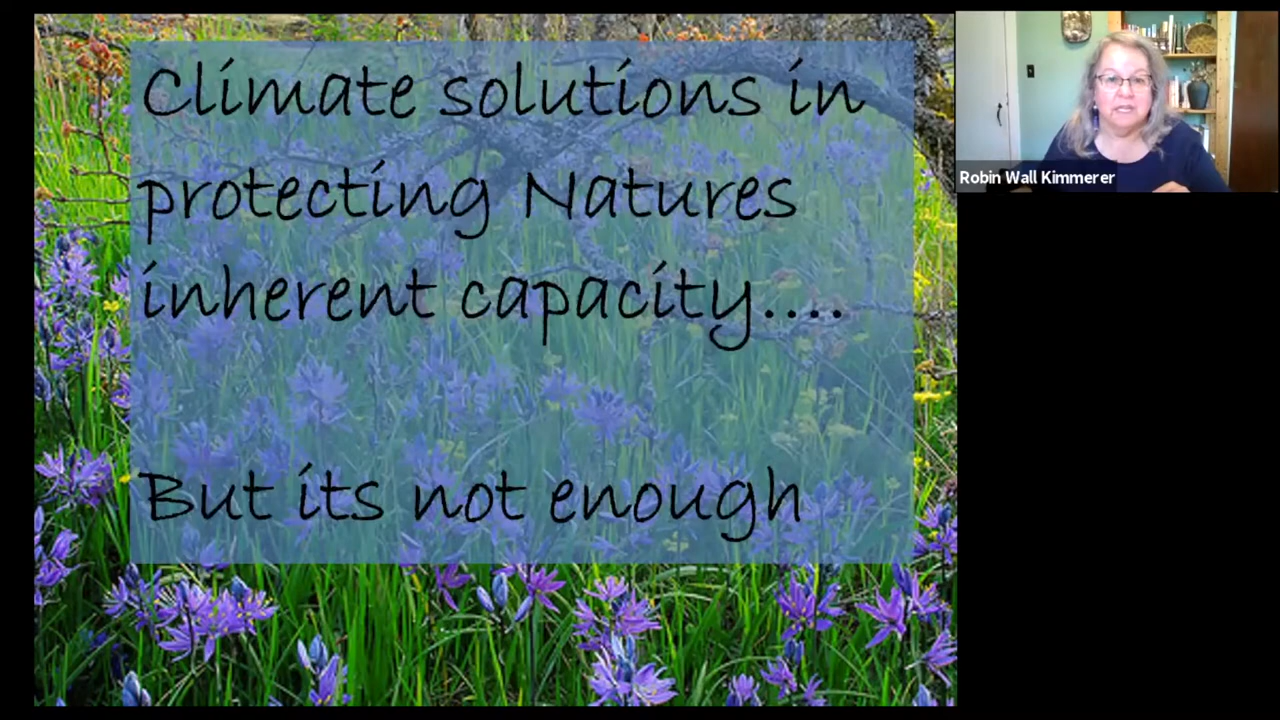 Climate solutions in
protecting Natures
inherent capacity....
But its not enough
Robin Wall Kimmerer